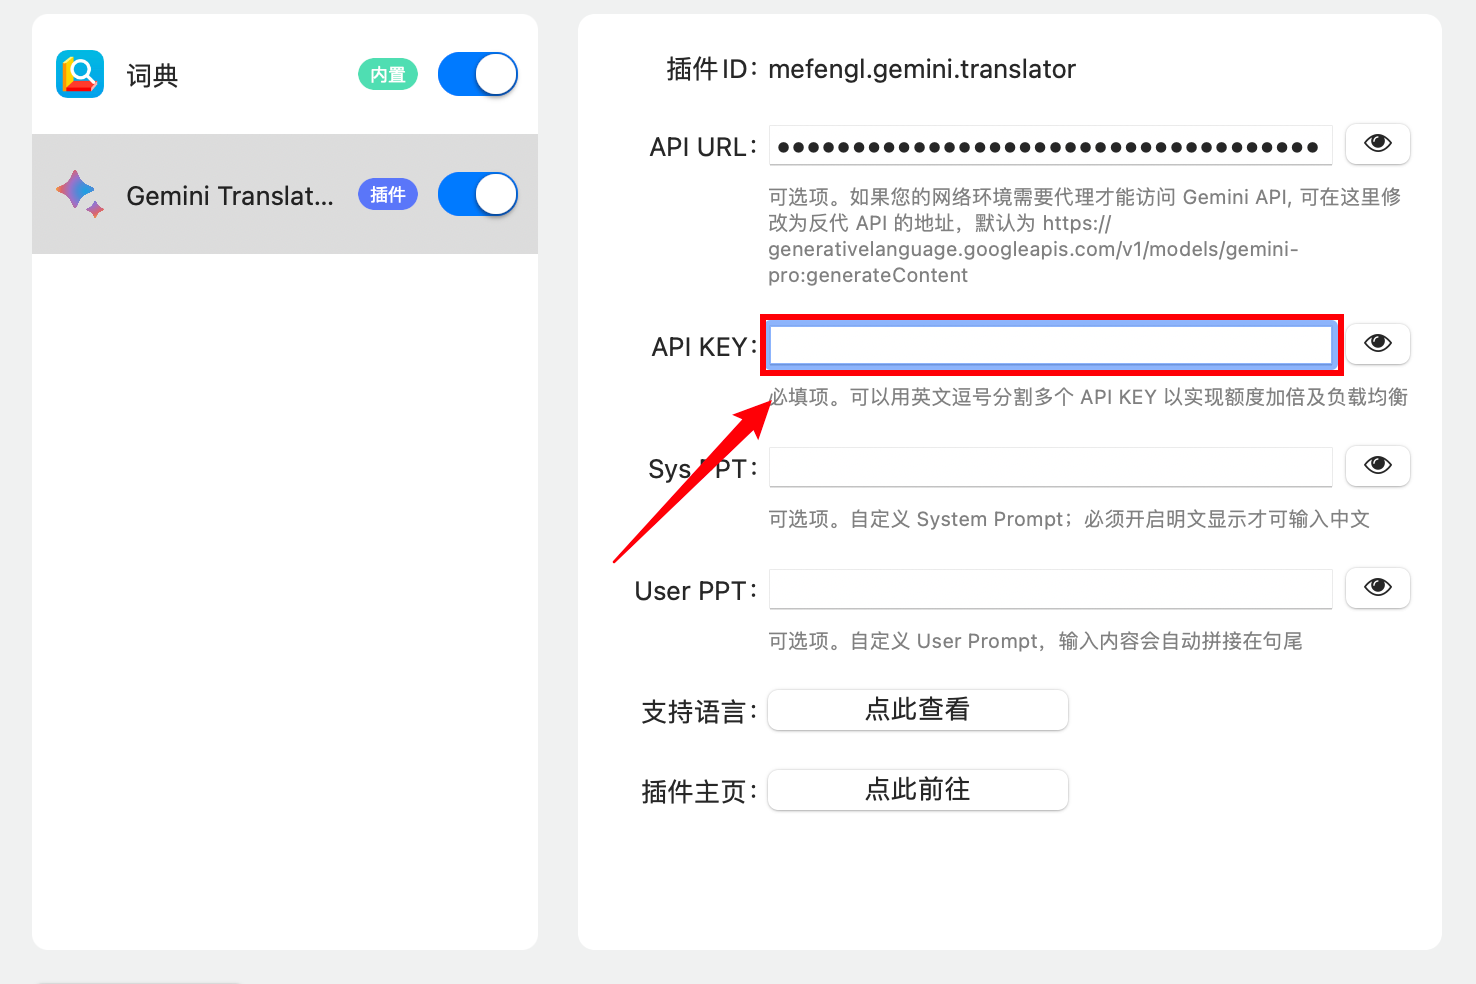 词典
内置
Gemini Translat...
插件
插件ID: mefengl.gemini.translator
API URL: ●●●●●●●●●●●●●●●●●●●●●●●●●●●●●●●●●●●●
可选项。如果您的网络环境需要代理才能访问 Gemini API, 可在这里修
改为反代 API 的地址，默认为 https://
generativelanguage.googleapis.com/v1/models/gemini-
pro:generateContent
API KEY:
必填项。可以用英文逗号分割多个 API KEY 以实现额度加倍及负载均衡
Sys PPT:
可选项。自定义 System Prompt；必须开启明文显示才可输入中文
User PPT:
可选项。自定义 User Prompt，输入内容会自动拼接在句尾
支持语言: 点此查看
插件主页: 点此前往